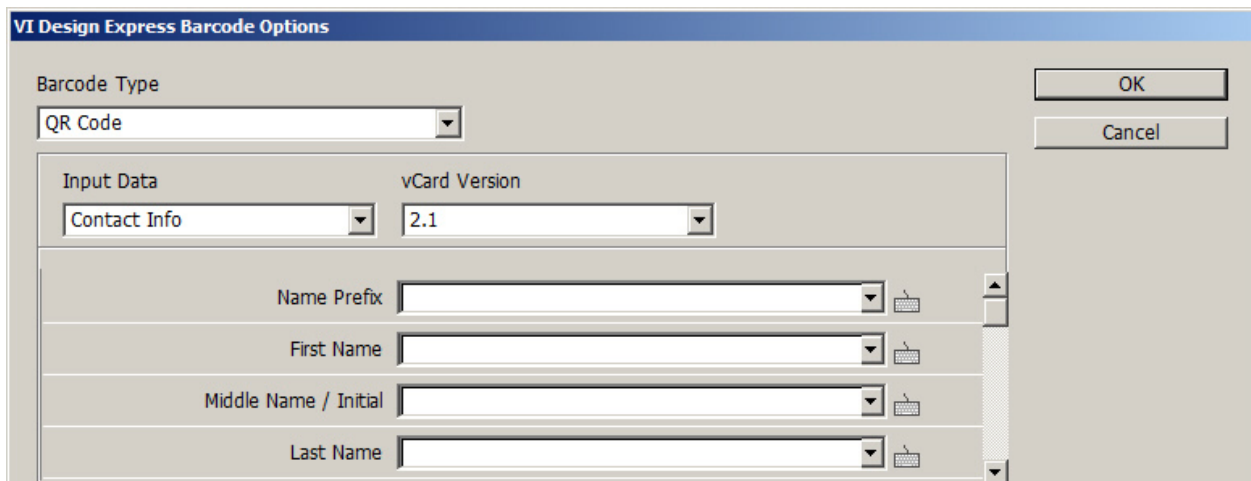 VI Design Express Barcode Options
Barcode Type
OK
QR Code
Cancel
Input Data
vCard Version
Contact Info
2.1
Name Prefix
First Name
Middle Name / Initial
Last Name